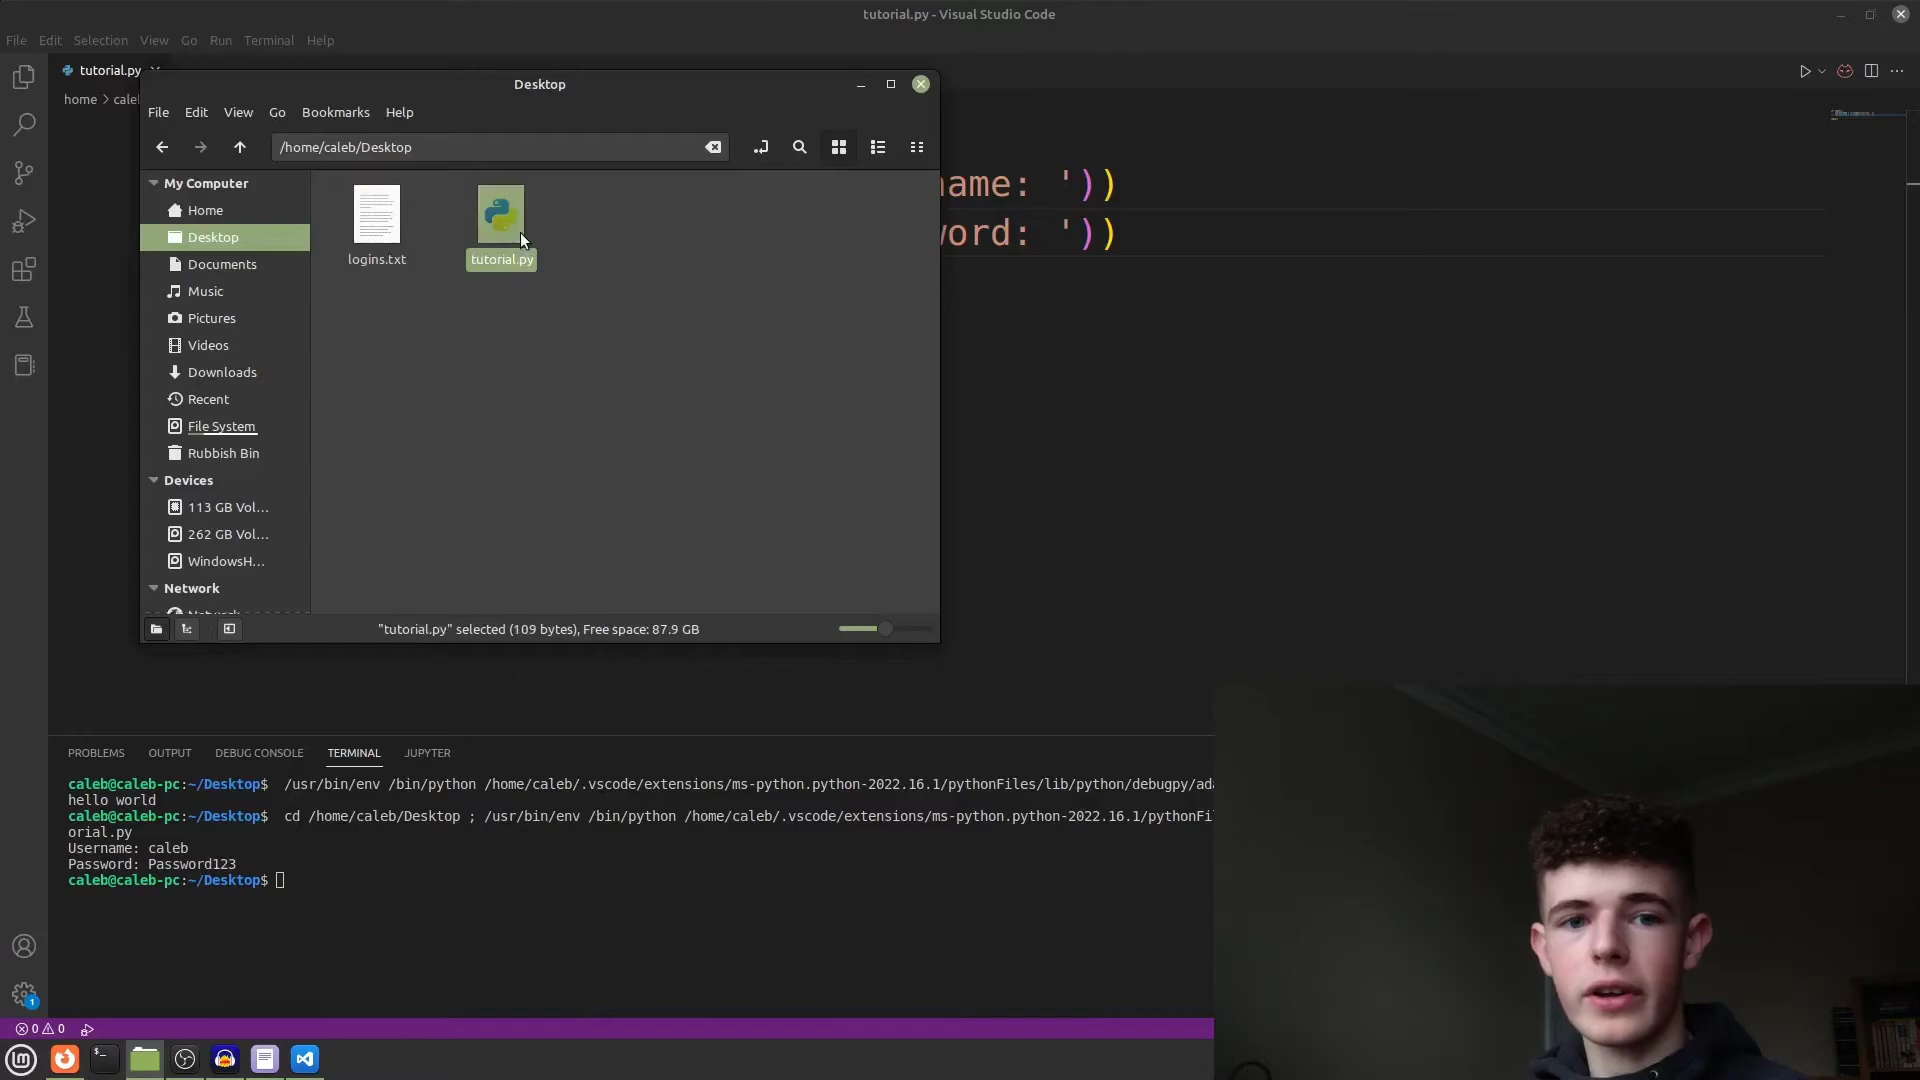 tutorial.py - Visual Studio Code
File Edit Selection View Go Run Terminal Help
tutorial.py
home
Desktop
File Edit View Go Bookmarks Help
/home/caleb/Desktop
My Computer
Home
Desktop
Documents
Music
Pictures
Videos
Downloads
Recent
File System
Rubbish Bin
Devices
113 GB Vol...
262 GB Vol...
WindowsH...
Network
Network
logins.txt
tutorial.py
"tutorial.py" selected (109 bytes), Free space: 87.9 GB
ame: '))
word: '))
PROBLEMS OUTPUT DEBUG CONSOLE TERMINAL JUPYTER
caleb@caleb-pc:~/Desktop$ /usr/bin/env /bin/python /home/caleb/.vscode/extensions/ms-python.python-2022.16.1/pythonFiles/lib/python/debugpy/ada
hello world
caleb@caleb-pc:~/Desktop$ cd /home/caleb/Desktop ; /usr/bin/env /bin/python /home/caleb/.vscode/extensions/ms-python.python-2022.16.1/pythonFi
orial.py
Username: caleb
Password: Password123
caleb@caleb-pc:~/Desktop$
1
0 0
lm